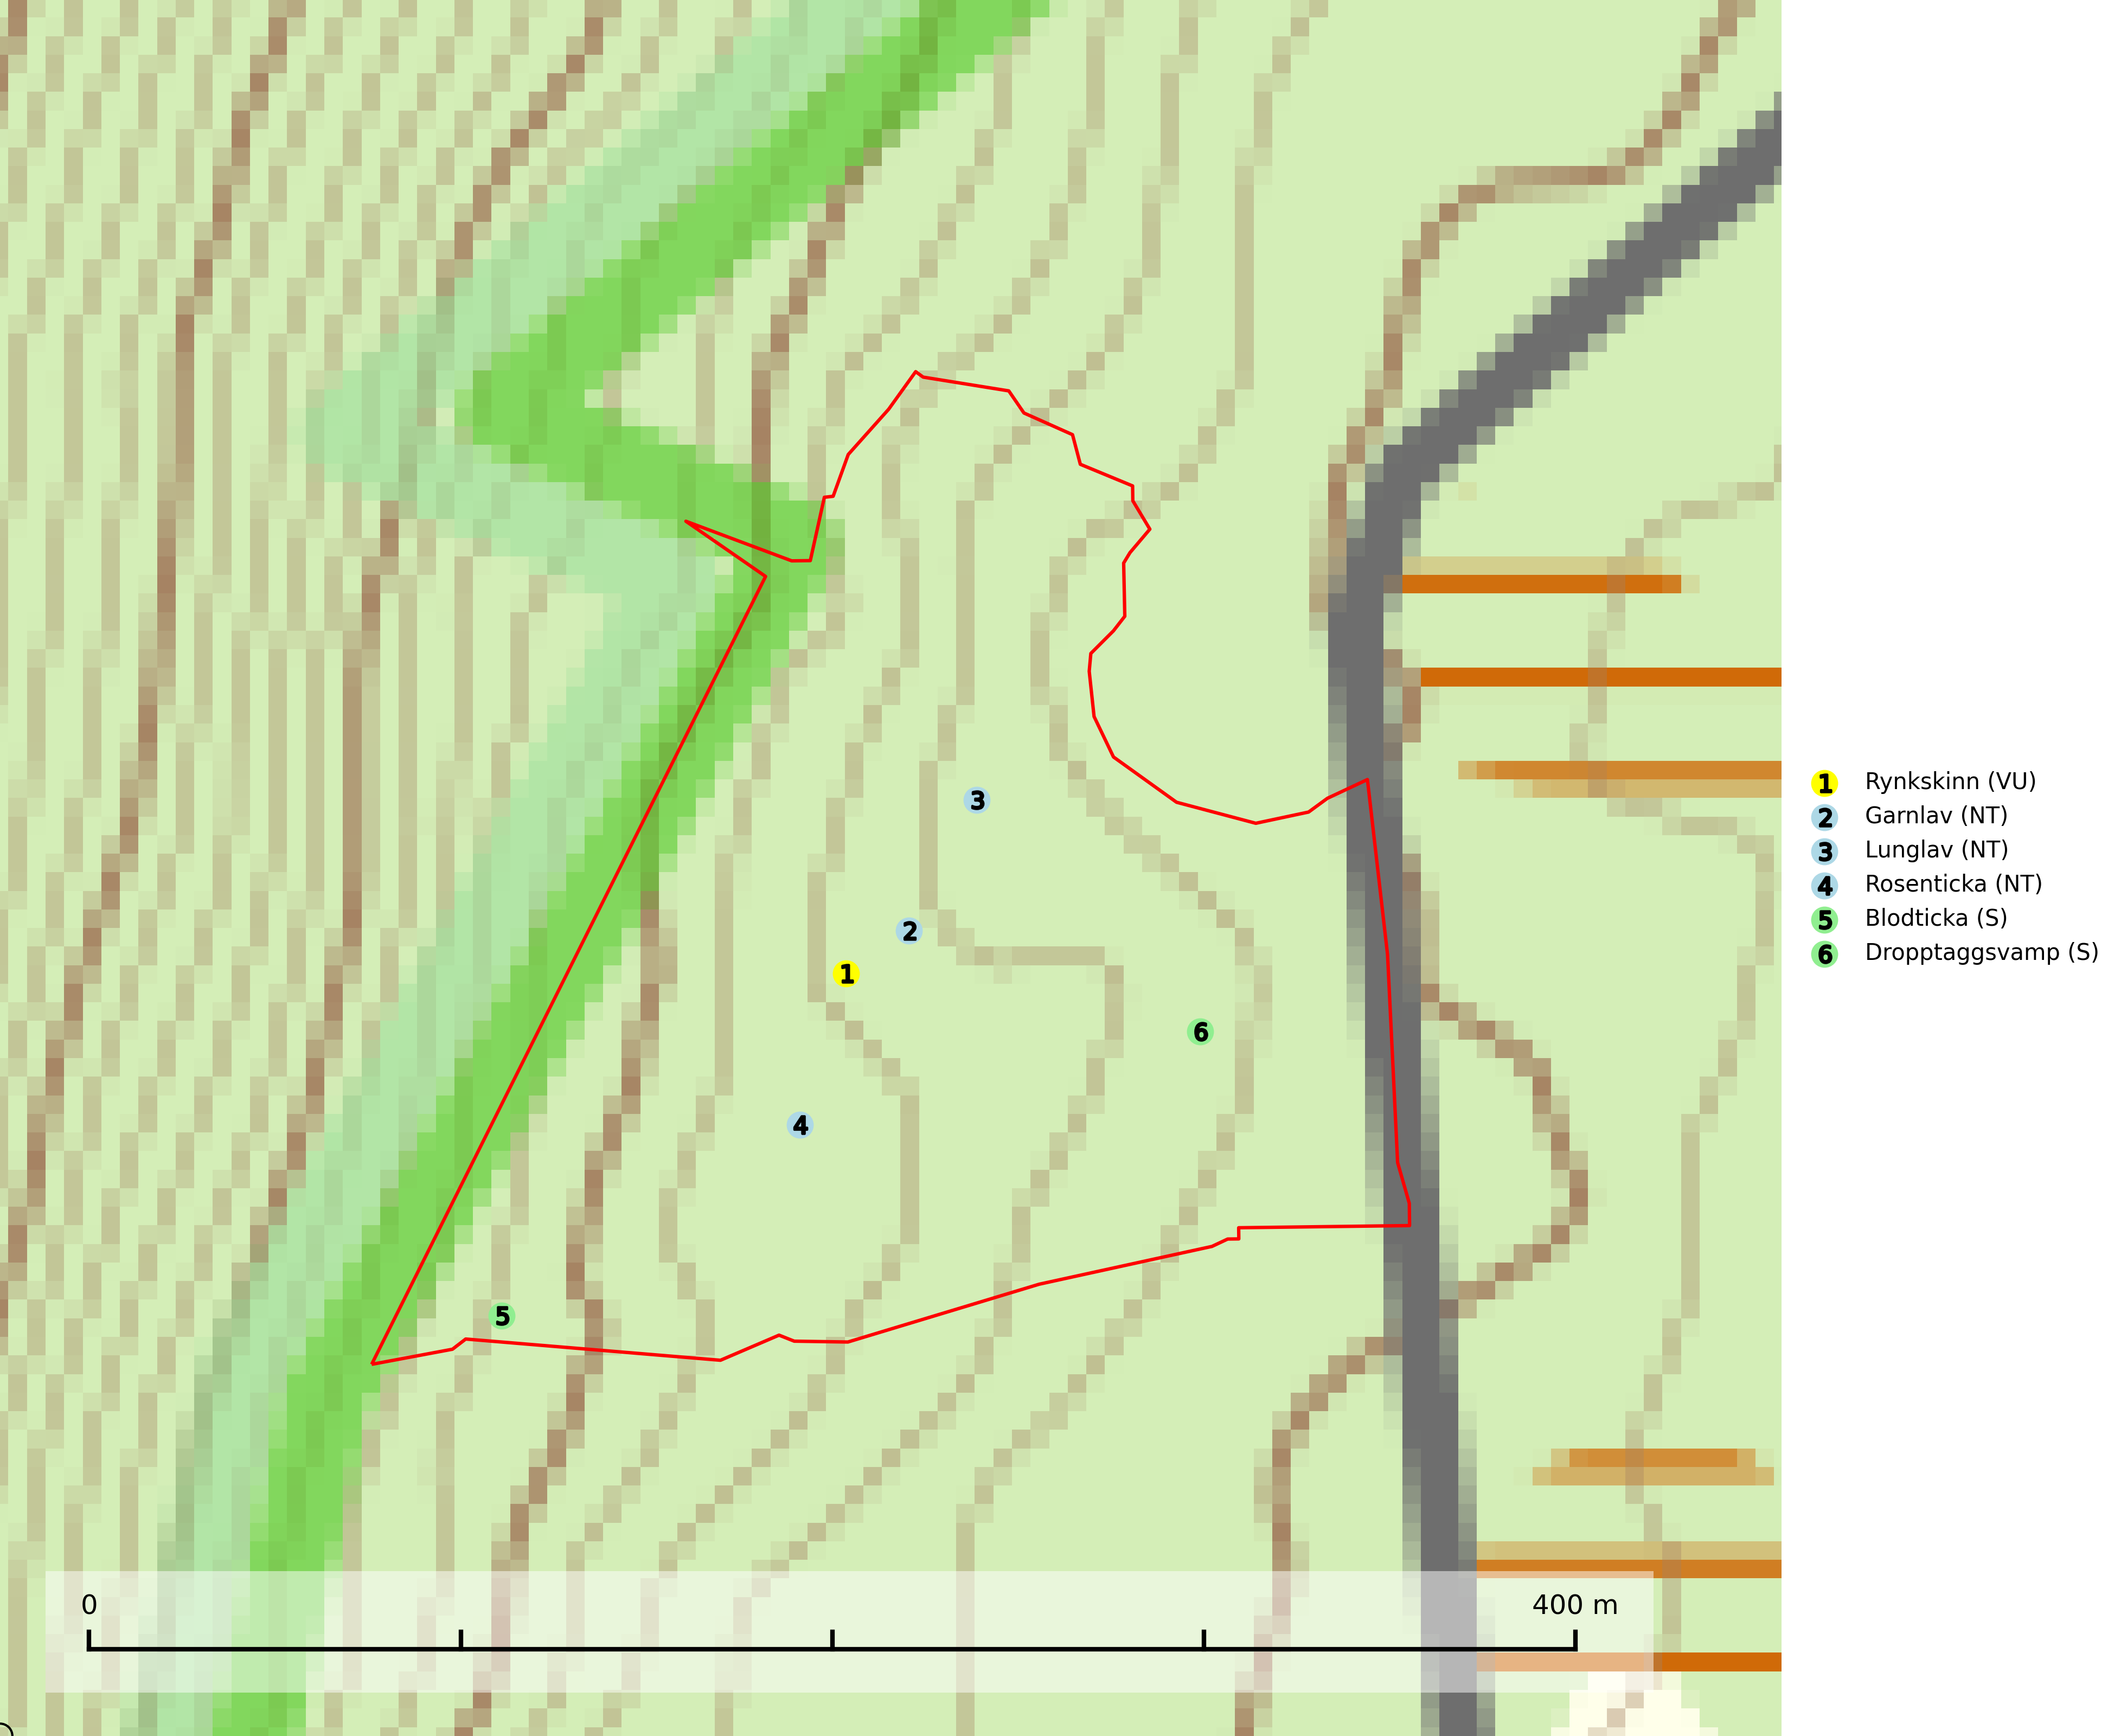 3
2
1
6
4
5
0 400 m
1 Rynkskinn (VU)
2 Garnlav (NT)
3 Lunglav (NT)
4 Rosenticka (NT)
5 Blodticka (S)
6 Dropptaggsvamp (S)